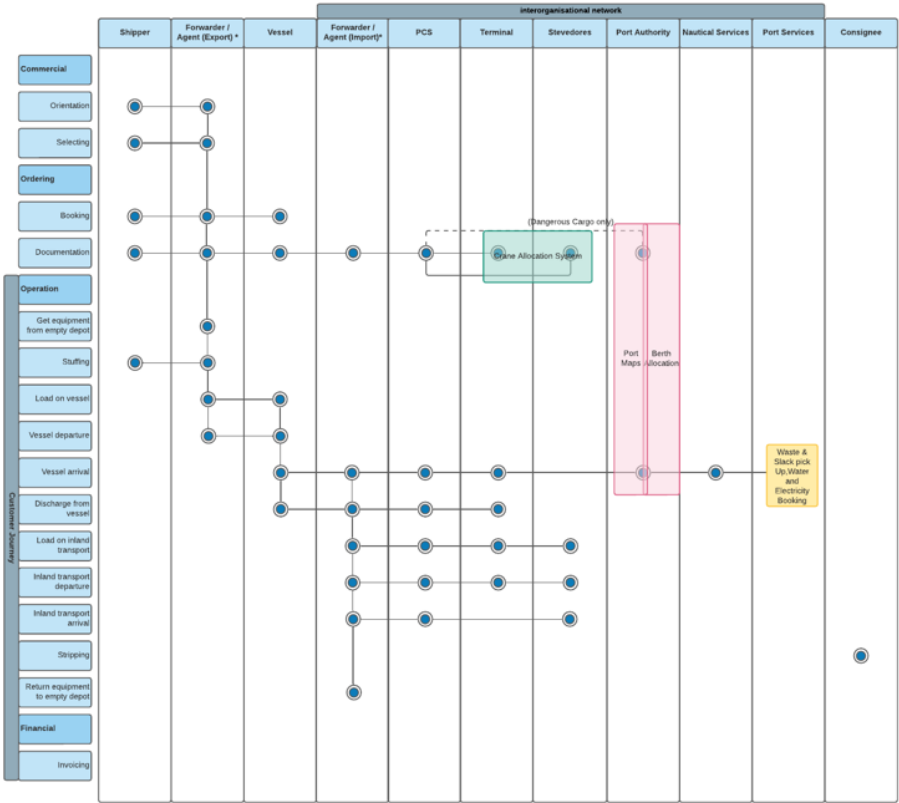 interorganisational network
Shipper
Forwarder /
Agent (Export) *
Vessel
Forwarder /
Agent (Import)*
PCS
Terminal
Stevedores
Port Authority
Nautical Services
Port Services
Consignee
Commercial
Orientation
Selecting
Ordering
Booking
(Dangerous Cargo only)
Documentation
Crane Allocation System
Operation
Get equipment
from empty depot
Stuffing
Port
Maps
Berth
Allocation
Load on vessel
Vessel departure
Vessel arrival
Waste &
Slack pick
Up,Water
and
Electricity
Booking
Discharge from
vessel
Customer Journey
Load on inland
transport
Inland transport
departure
Inland transport
arrival
Stripping
Return equipment
to empty depot
Financial
Invoicing